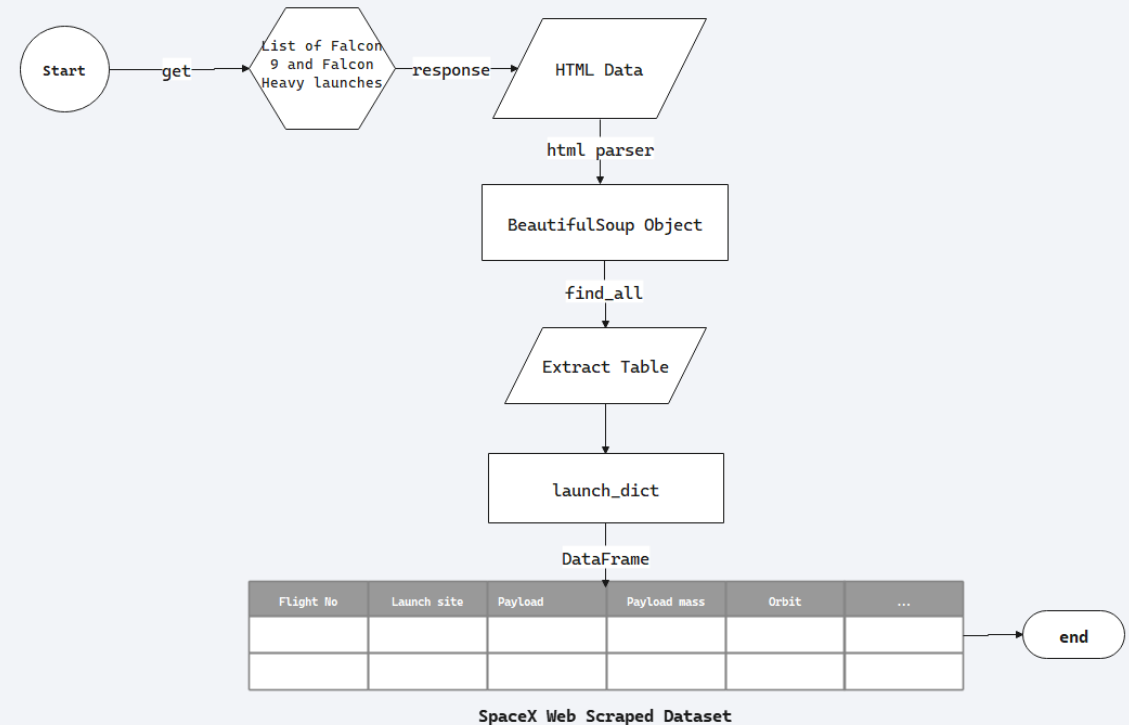 Start
get
List of Falcon
9 and Falcon
Heavy launches
response
HTML Data
html parser
BeautifulSoup Object
find_all
Extract Table
launch_dict
DataFrame
Flight No
Launch site
Payload
Payload mass
Orbit
...
end
SpaceX Web Scraped Dataset